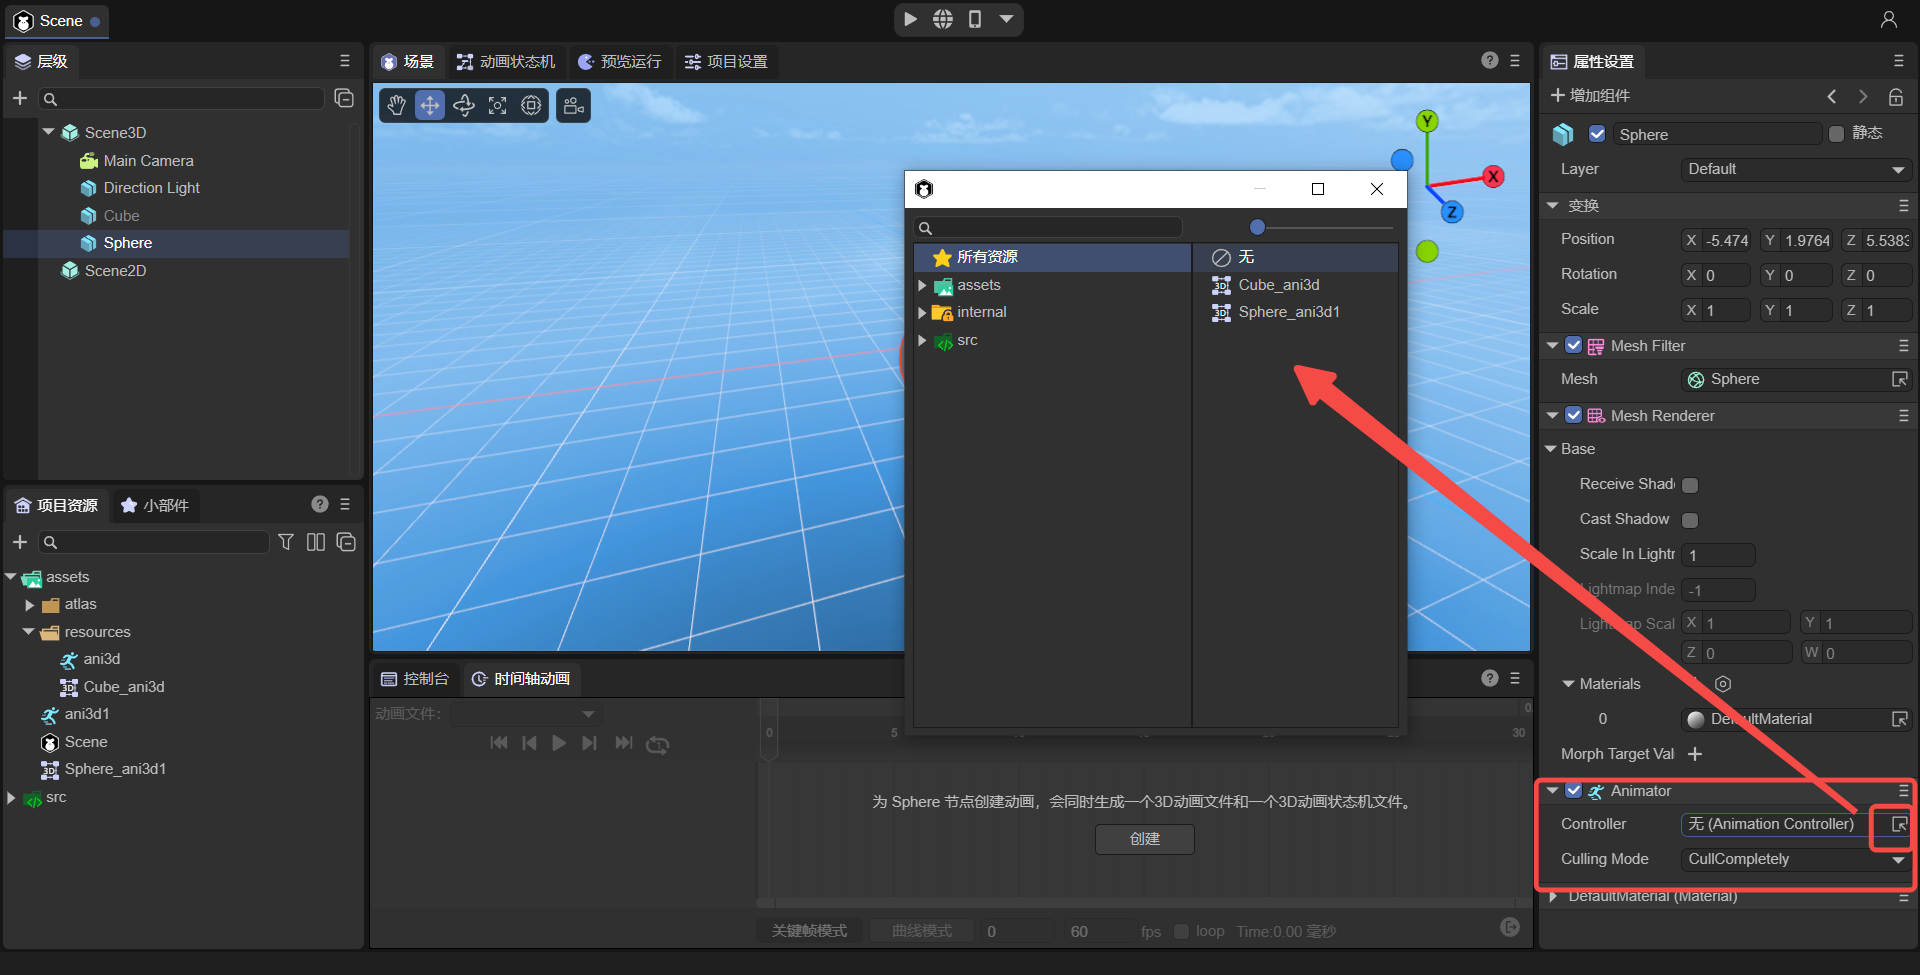 Scene
层级
Scene3D
Main Camera
Direction Light
Cube
Sphere
Scene2D
项目资源
小部件
assets
atlas
resources
ani3d
Cube_ani3d
ani3d1
Scene
Sphere_ani3d1
src
场景
动画状态机
预览运行
项目设置
Y
X
Z
所有资源
assets
internal
src
无
Cube_ani3d
Sphere_ani3d1
控制台
时间轴动画
动画文件:
0
5
30
0.
为 Sphere 节点创建动画，会同时生成一个3D动画文件和一个3D动画状态机文件。
创建
关键帧模式
曲线模式
0
60
fps
loop
Time:0.00 毫秒
属性设置
增加组件
Sphere
静态
Layer
Default
变换
Position
X -5.474
Y 1.9764
Z 5.5383
Rotation
X 0
Y 0
Z 0
Scale
X 1
Y 1
Z 1
Mesh Filter
Mesh
Sphere
Mesh Renderer
Base
Receive Shad
Cast Shadow
Scale In Lightr
1
Lightmap Inde
-1
Lightmap Scal
X 1
Y 1
Z 0
W 0
Materials
0
DefaultMaterial
Morph Target Val
Animator
Controller
无 (Animation Controller)
Culling Mode
CullCompletely
DefaultMaterial (Material)